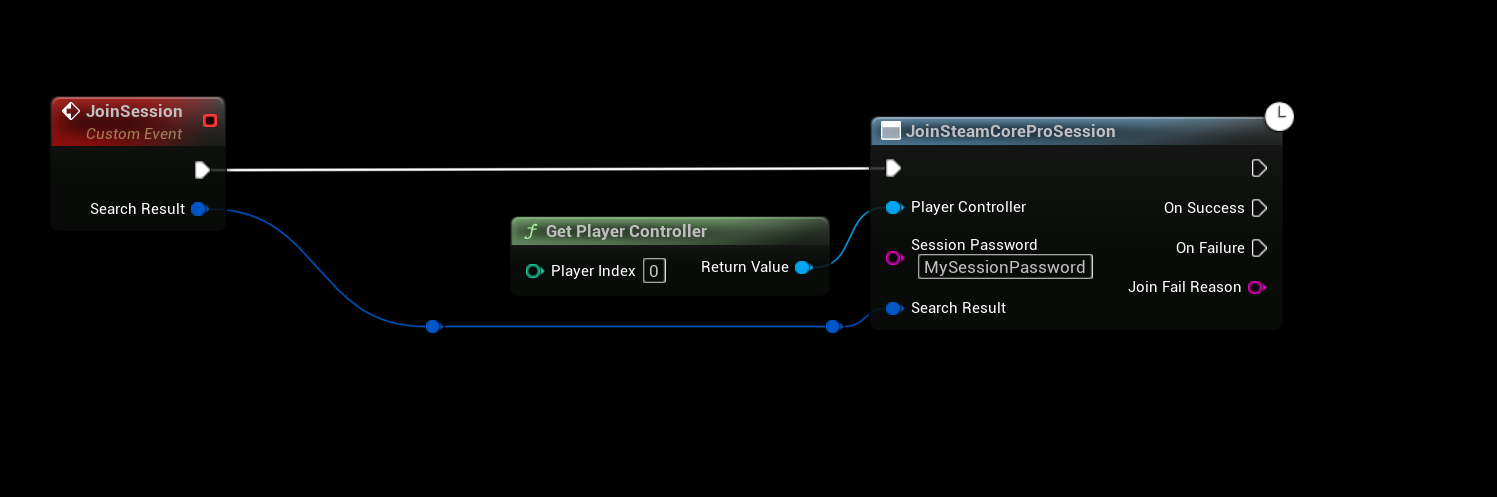 JoinSession
Custom Event
Search Result
Get Player Controller
Player Index 0
Return Value
JoinSteamCoreProSession
Player Controller
On Success
Session Password
MySessionPassword
On Failure
Join Fail Reason
Search Result